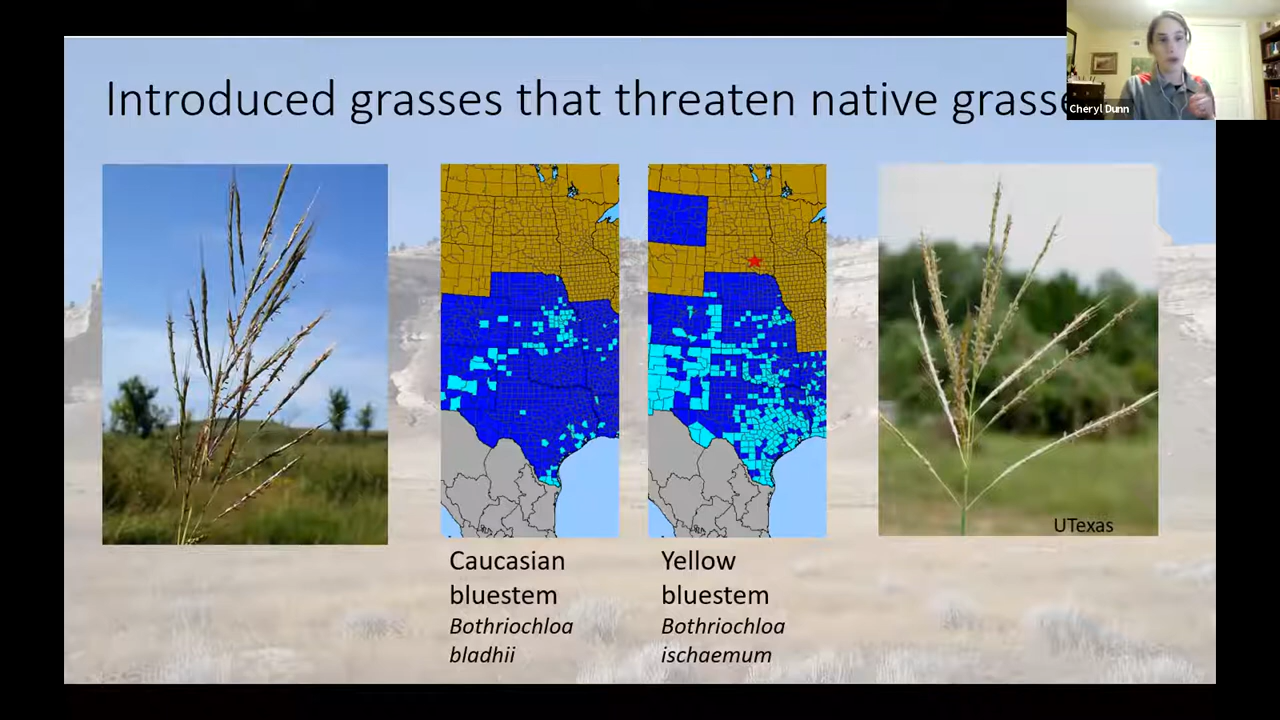 Introduced grasses that threaten native grasse
Cheryl Dunn
UTexas
Caucasian
bluestem
Bothriochloa
bladhii
Yellow
bluestem
Bothriochloa
ischaemum